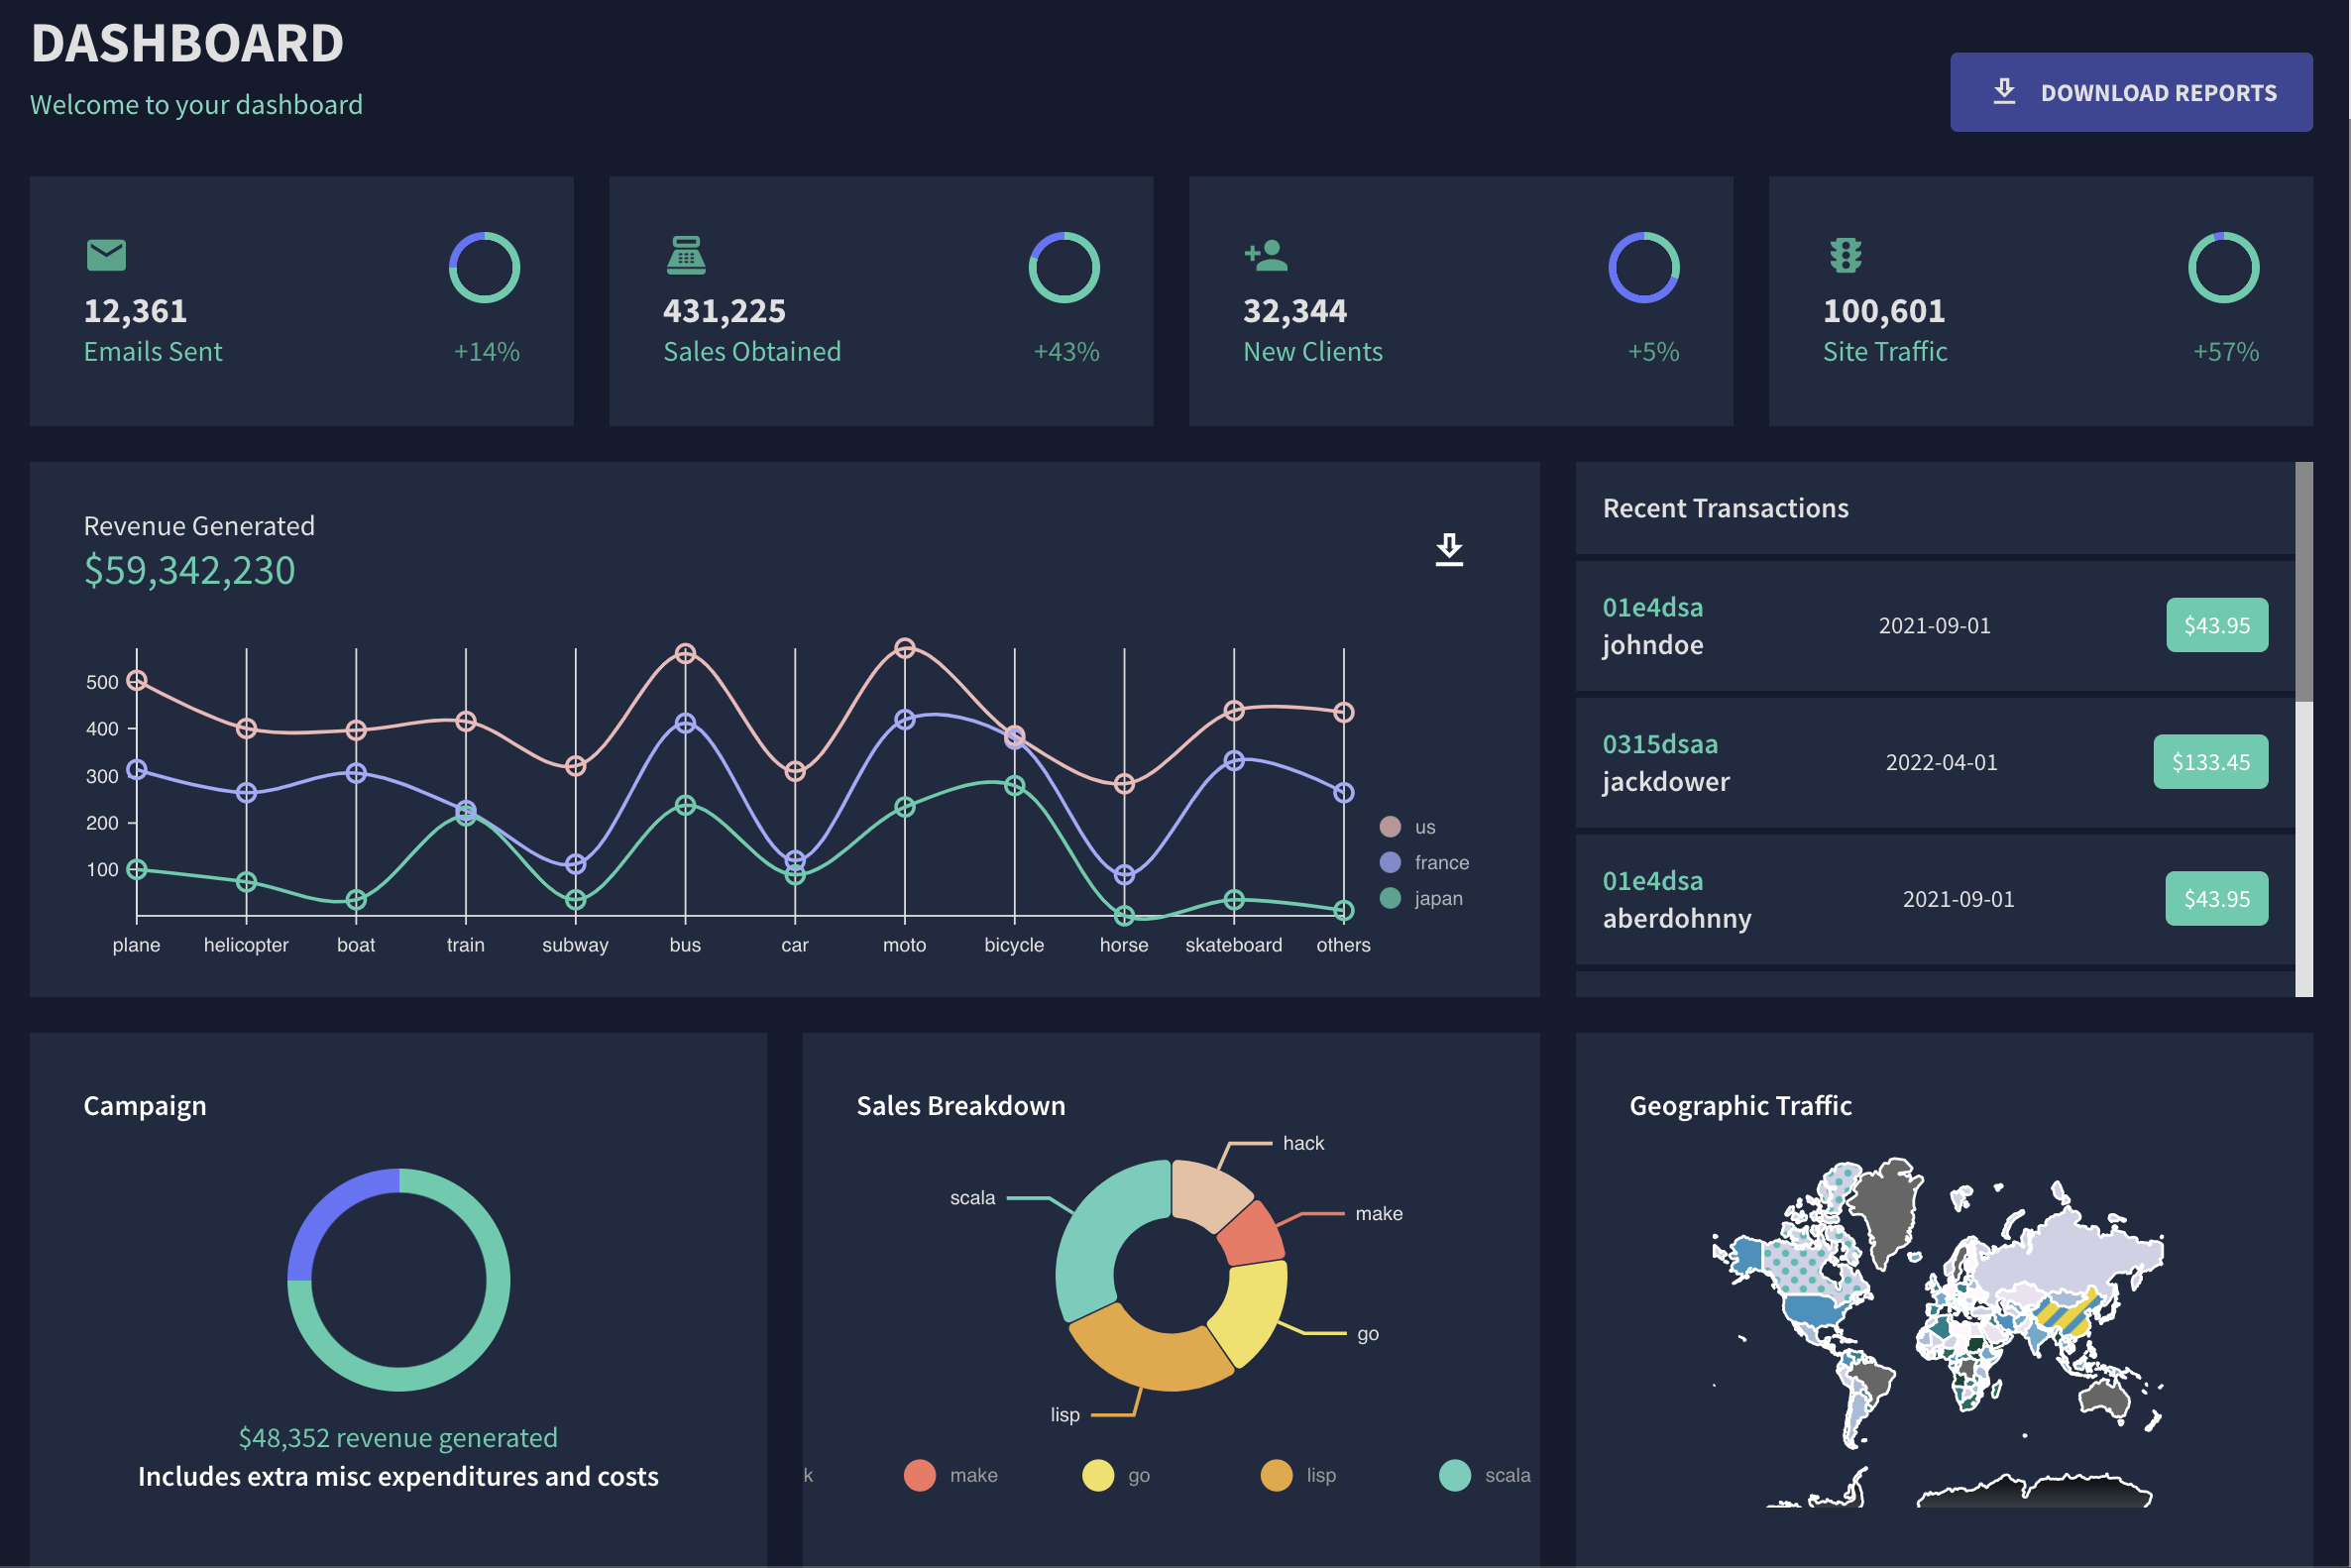 DASHBOARD
Welcome to your dashboard
DOWNLOAD REPORTS
12,361
Emails Sent
+14%
431,225
Sales Obtained
+43%
32,344
New Clients
+5%
100,601
Site Traffic
+57%
Revenue Generated
$59,342,230
500
400
300
200
100
plane helicopter boat train subway bus car moto bicycle horse skateboard others
us
france
japan
Recent Transactions
01e4dsa
johndoe
2021-09-01
$43.95
0315dsaa
jackdower
2022-04-01
$133.45
01e4dsa
aberdohnny
2021-09-01
$43.95
Campaign
$48,352 revenue generated
Includes extra misc expenditures and costs
Sales Breakdown
hack
scala
make
go
lisp
k make go lisp scala
Geographic Traffic